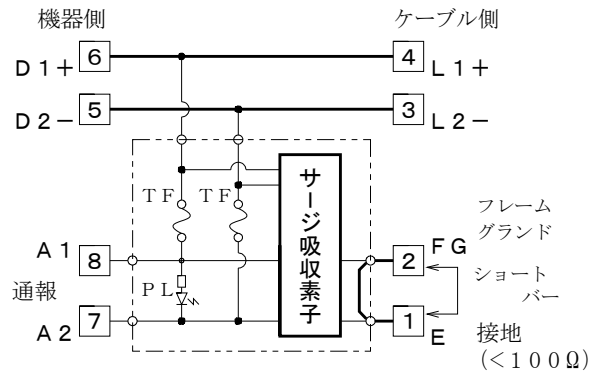 機器側
ケーブル側
D1+ 6
4 L1+
D2− 5
3 L2−
TF TF
サージ吸収素子
フレーム
グランド
A1 8
2 FG
通報
PL
ショート
バー
A2 7
1 E
接地
(<100Ω)